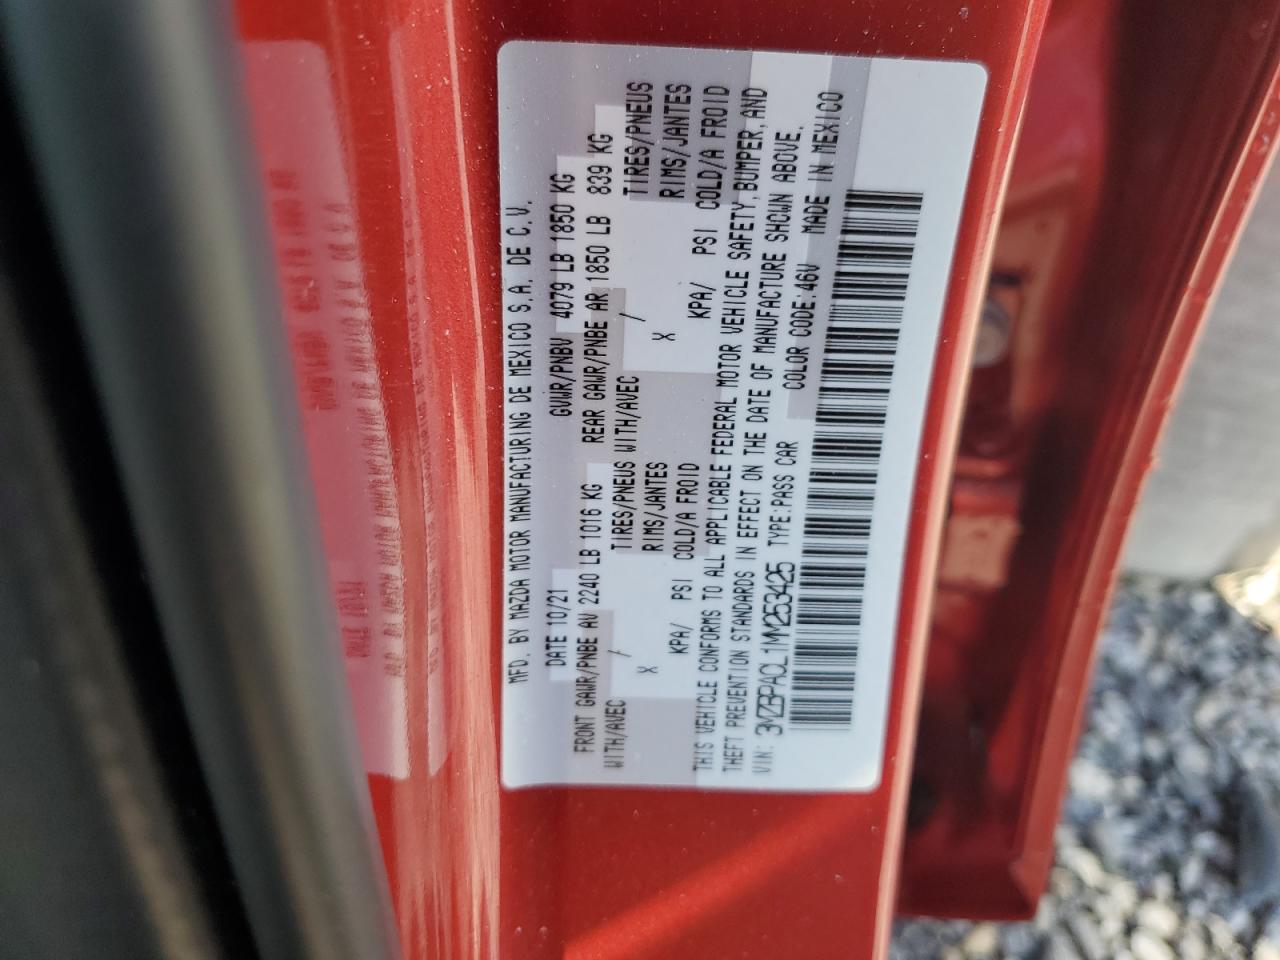 MFD. BY MAZDA MOTOR MANUFACTURING DE MEXICO S.A. DE C.V.
DATE 10/21 GVWR/PNBV 4079 LB 1850 KG
FRONT GAWR/PNBE AV 2240 LB 1016 KG REAR GAWR/PNBE AR 1850 LB 839 KG
WITH/AVEC / TIRES/PNEUS WITH/AVEC / TIRES/PNEUS
X RIMS/JANTES X RIMS/JANTES
KPA/ PSI COLD/A FROID KPA/ PSI COLD/A FROID
THIS VEHICLE CONFORMS TO ALL APPLICABLE FEDERAL MOTOR VEHICLE SAFETY, BUMPER, AND
THEFT PREVENTION STANDARDS IN EFFECT ON THE DATE OF MANUFACTURE SHOWN ABOVE.
VIN: 3MZBPACL1MM253425 TYPE:PASS CAR COLOR CODE:46V MADE IN MEXICO